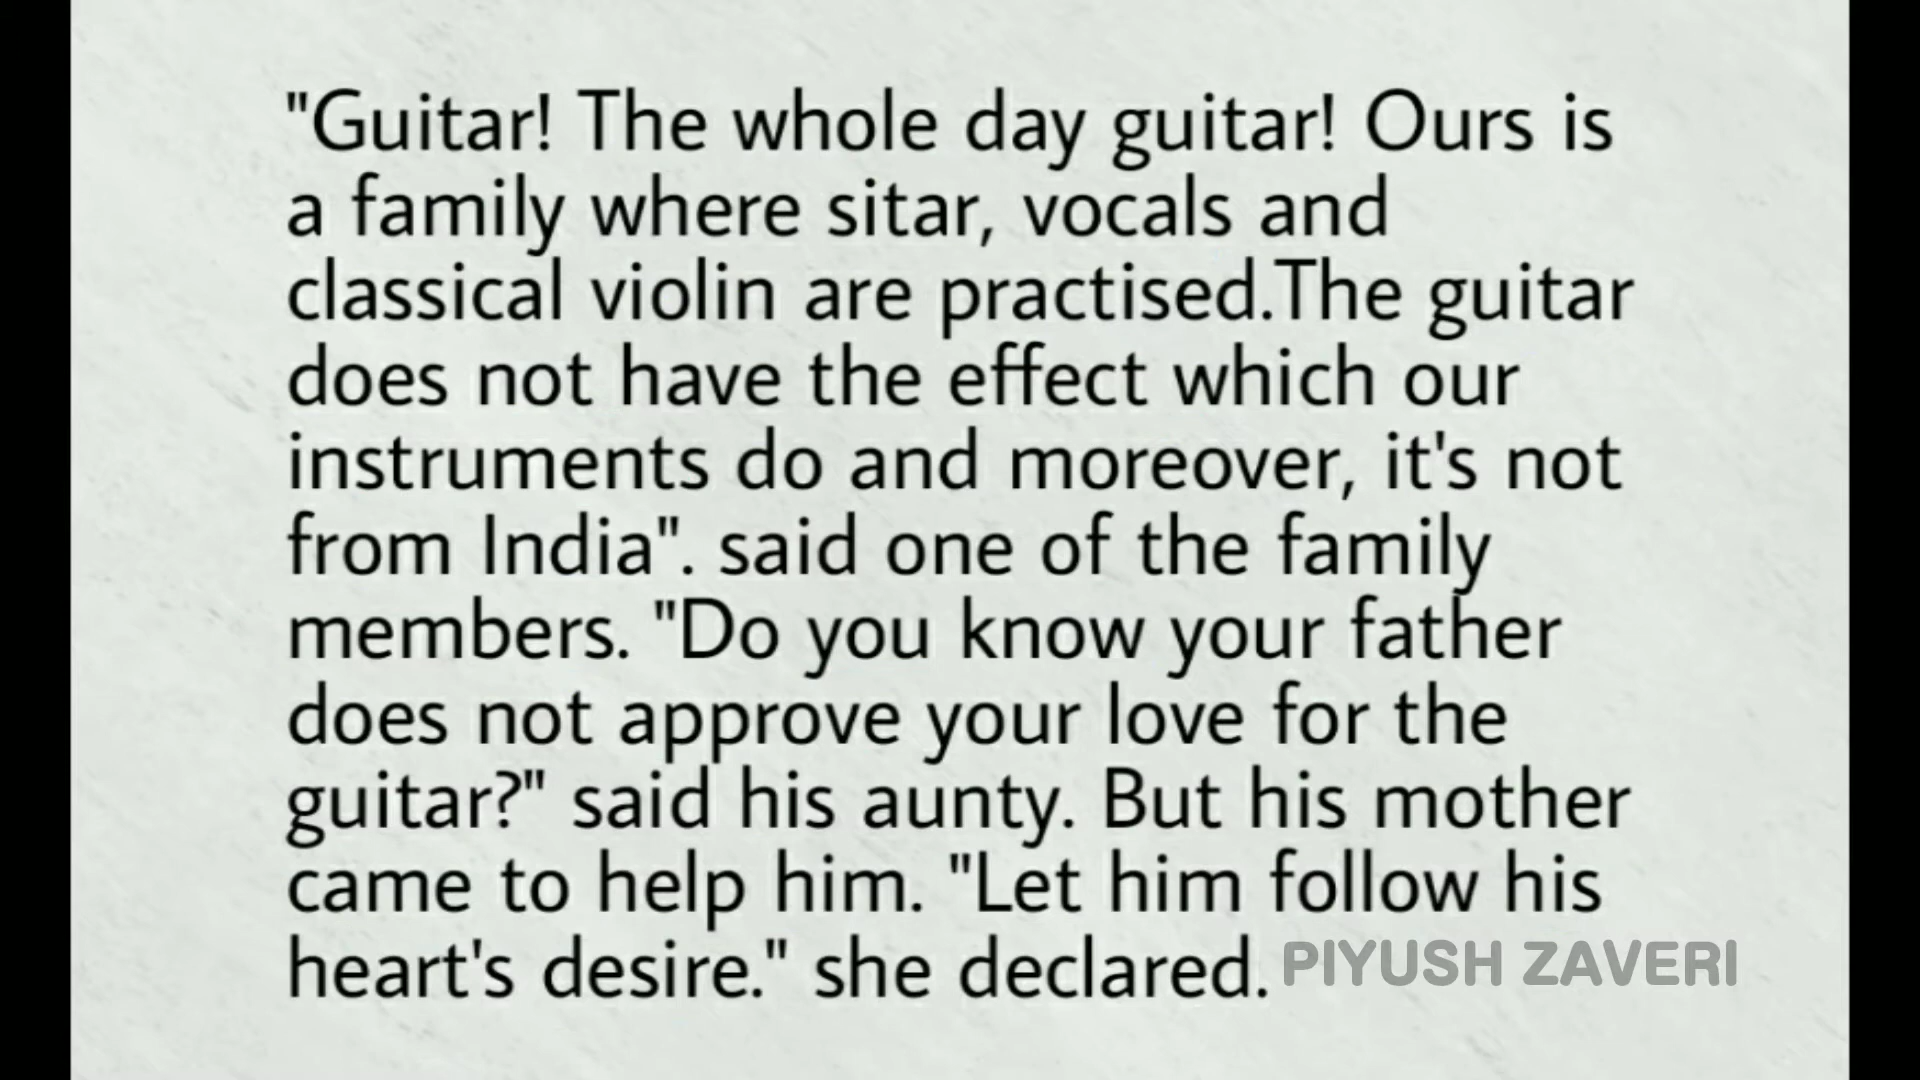 "Guitar! The whole day guitar! Ours is
a family where sitar, vocals and
classical violin are practised.The guitar
does not have the effect which our
instruments do and moreover, it's not
from India". said one of the family
members. "Do you know your father
does not approve your love for the
guitar?" said his aunty. But his mother
came to help him. "Let him follow his
heart's desire." she declared.
PIYUSH ZAVERI